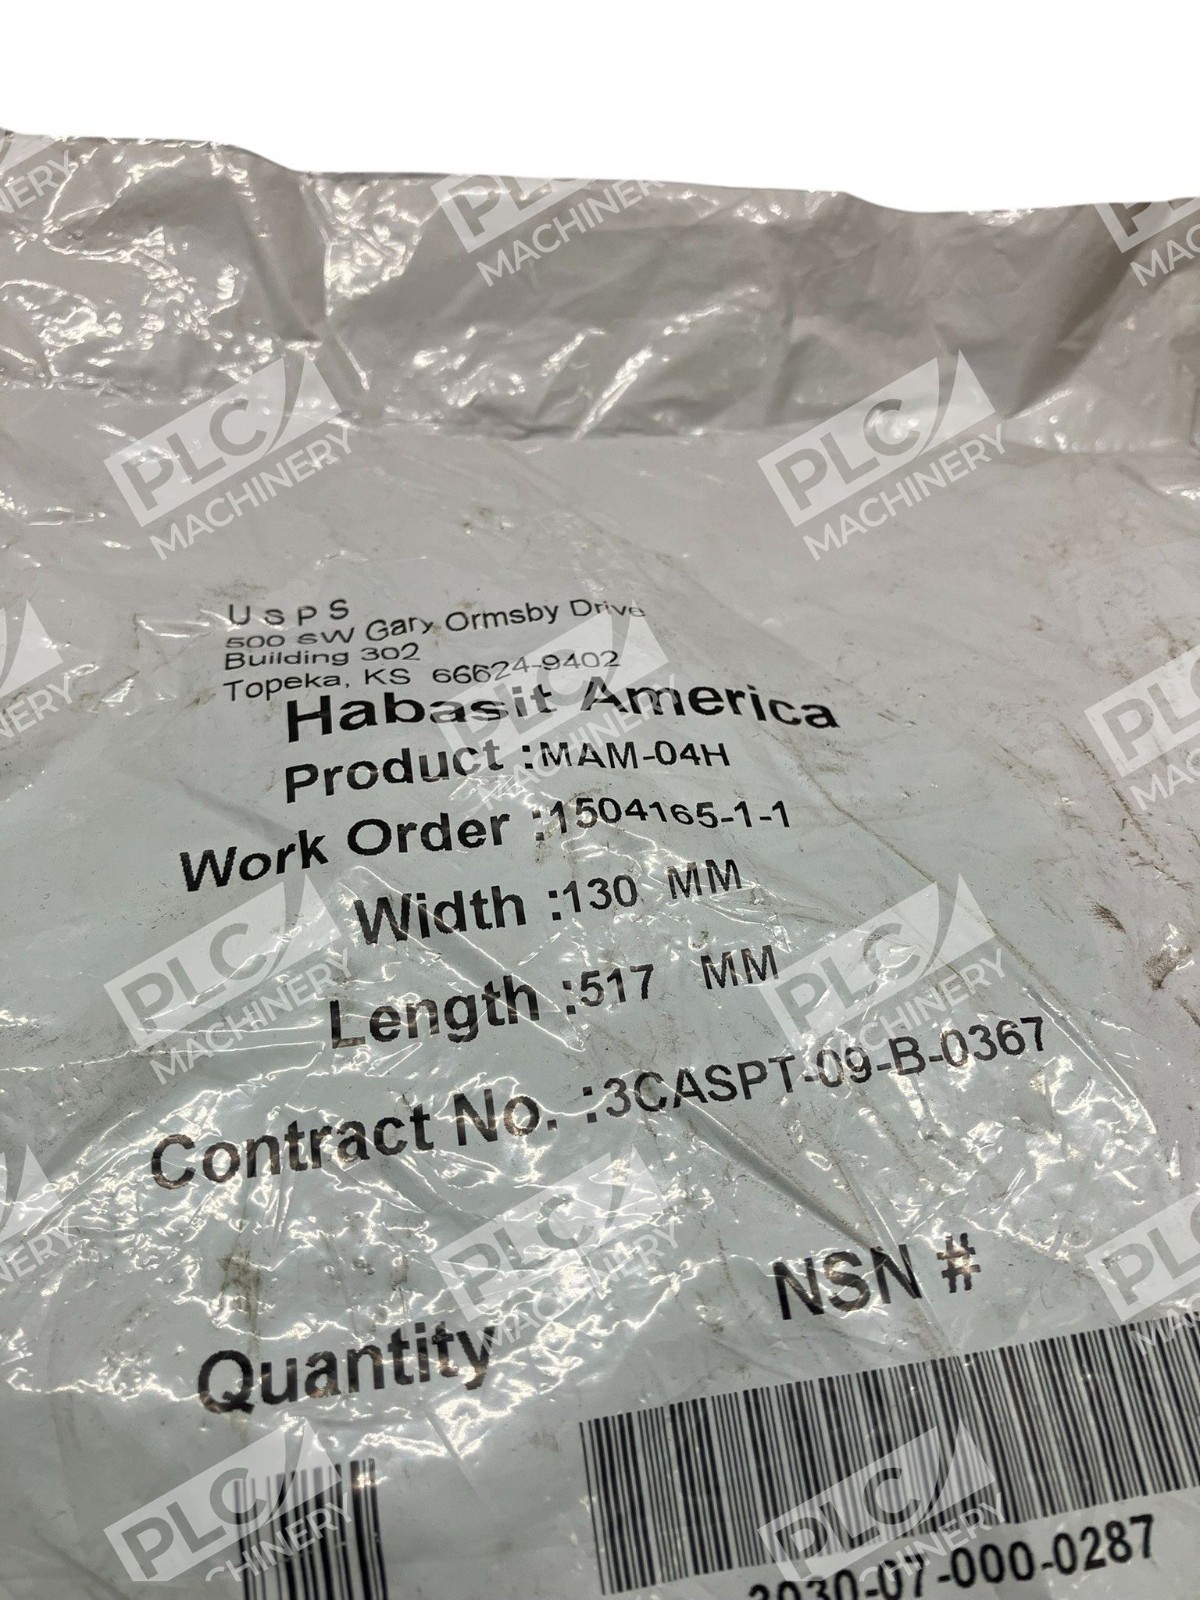 USPS
500 SW Gary Ormsby Drive
Building 302
Topeka, KS 66624-9402
Habasit America
Product :MAM-04H
Work Order :1504165-1-1
Width :130 MM
Length :517 MM
Contract No. :3CASPT-09-B-0367
NSN #
Quantity
3030-07-000-0287
PLC MACHINERY